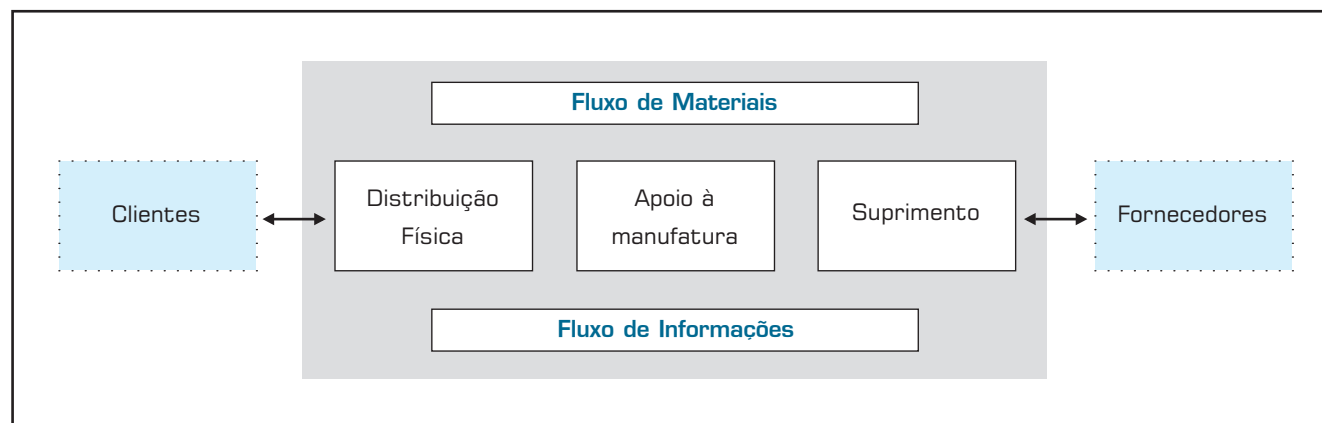 Fluxo de Materiais
Clientes
Distribuição
Física
Apoio à
manufatura
Suprimento
Fornecedores
Fluxo de Informações